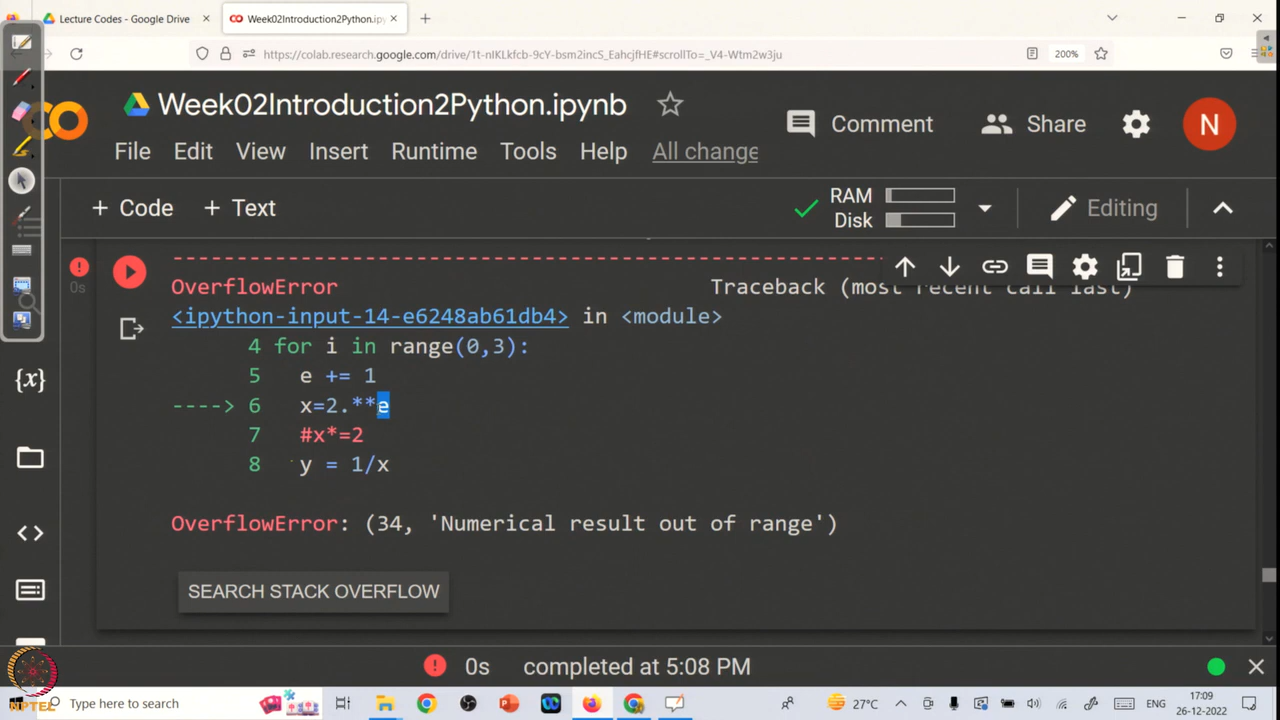 Lecture Codes - Google Drive
Week02Introduction2Python.ipy
https://colab.research.google.com/drive/1t-nIKLkfcb-9cY-bsm2incS_EahcjfHE#scrollTo=_V4-Wtm2w3ju
200%
Week02Introduction2Python.ipynb
Comment
Share
N
File Edit View Insert Runtime Tools Help All change
+ Code + Text
RAM
Disk
Editing
0s
OverflowError Traceback (most recent call last)
<ipython-input-14-e6248ab61db4> in <module>
4 for i in range(0,3):
5 e += 1
----> 6 x=2.**e
7 #x*=2
8 y = 1/x
{x}
OverflowError: (34, 'Numerical result out of range')
SEARCH STACK OVERFLOW
0s completed at 5:08 PM
NPTEL
Type here to search
27°C
ENG
17:09
26-12-2022